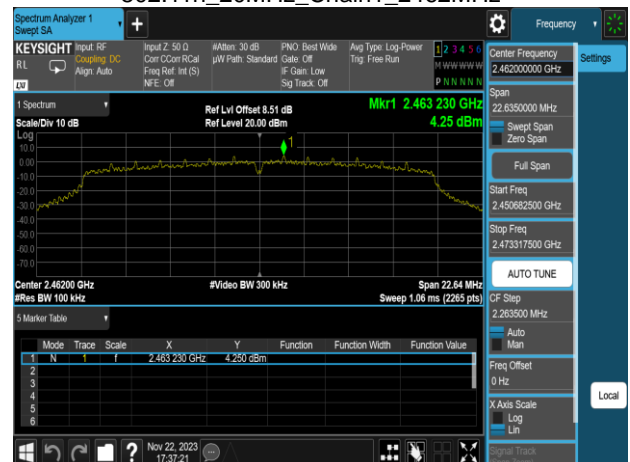 Spectrum Analyzer 1
Swept SA
Frequency
KEYSIGHT
RL
LXI
Input: RF
Coupling: DC
Align: Auto
Input Z: 50 Ω
Corr CCorr RCal
Freq Ref: Int (S)
NFE: Off
#Atten: 30 dB
µW Path: Standard
PNO: Best Wide
Gate: Off
IF Gain: Low
Sig Track: Off
Avg Type: Log-Power
Trig: Free Run
1 2 3 4 5 6
M W W W W W
P N N N N N
Center Frequency
2.462000000 GHz
Settings
Span
22.6350000 MHz
Swept Span
Zero Span
Full Span
Start Freq
2.450682500 GHz
Stop Freq
2.473317500 GHz
AUTO TUNE
CF Step
2.263500 MHz
Auto
Man
Freq Offset
0 Hz
X Axis Scale
Log
Lin
Signal Track
Local
1 Spectrum
Scale/Div 10 dB
Log
Ref Lvl Offset 8.51 dB
Ref Level 20.00 dBm
Mkr1 2.463 230 GHz
4.25 dBm
1
10.0
0.00
-10.0
-20.0
-30.0
-40.0
-50.0
-60.0
-70.0
Center 2.46200 GHz
#Res BW 100 kHz
#Video BW 300 kHz
Span 22.64 MHz
Sweep 1.06 ms (2265 pts)
5 Marker Table
Mode Trace Scale X Y Function Function Width Function Value
1 N 1 f 2.463 230 GHz 4.250 dBm
2
3
4
5
6
Nov 22, 2023
17:37:21